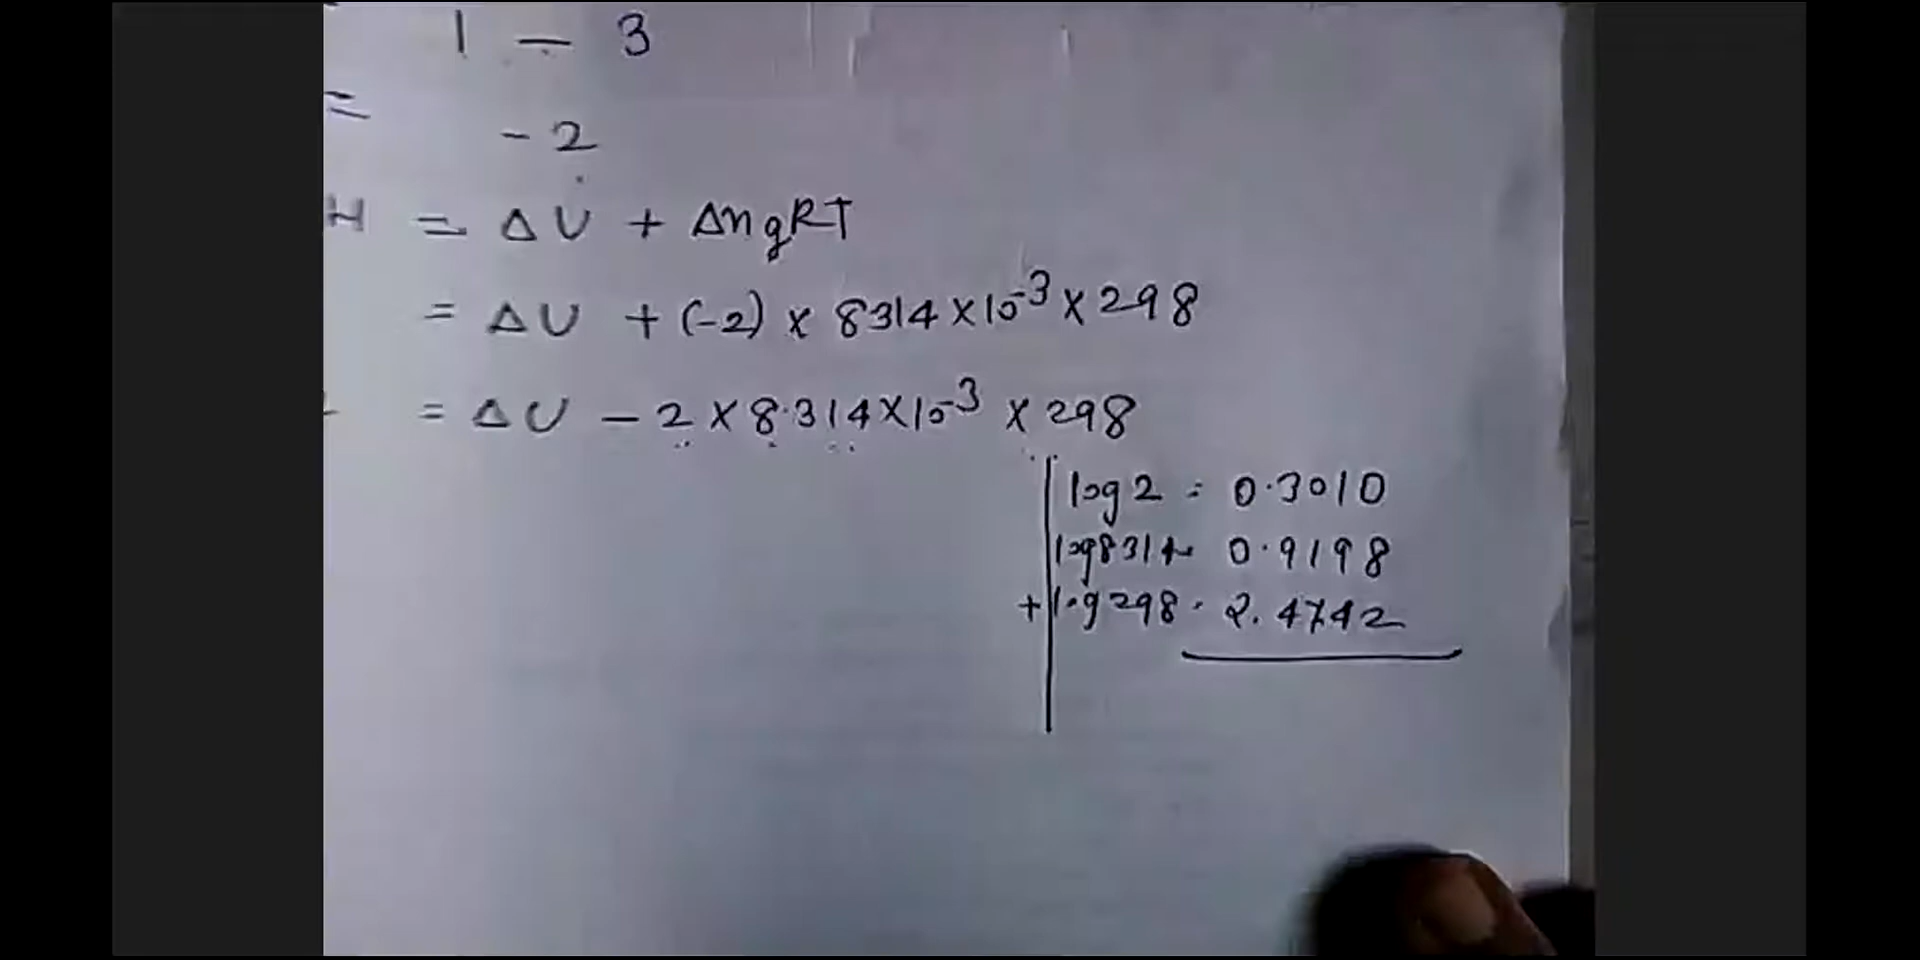 1 - 3
= -2
H = ΔU + ΔngRT
= ΔU + (-2) × 8314 × 10⁻³ × 298
= ΔU - 2 × 8.314 × 10⁻³ × 298
log 2 = 0.3010
log 8314 = 0.9198
+ log 298 = 2.4742